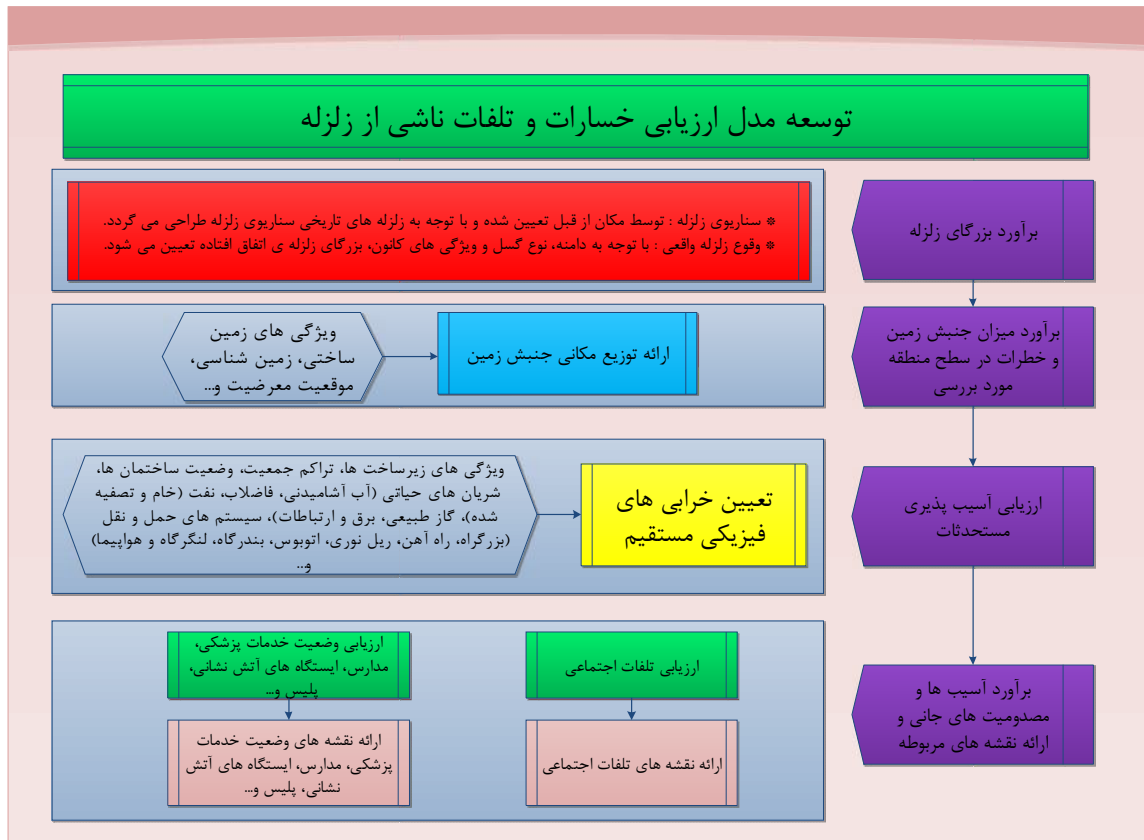 توسعه مدل ارزیابی خسارات و تلفات ناشی از زلزله
برآورد بزرگای زلزله
* سناریوی زلزله : توسط مکان از قبل تعیین شده و با توجه به زلزله های تاریخی سناریوی زلزله طراحی می گردد.
* وقوع زلزله واقعی : با توجه به دامنه، نوع گسل و ویژگی های کانون، بزرگای زلزله ی اتفاق افتاده تعیین می شود.
برآورد میزان جنبش زمین
و خطرات در سطح منطقه
مورد بررسی
ارائه توزیع مکانی جنبش زمین
ویژگی های زمین
ساختی، زمین شناسی،
موقعیت معرضیت و...
ارزیابی آسیب پذیری
مستحدثات
تعیین خرابی های
فیزیکی مستقیم
ویژگی های زیرساخت ها، تراکم جمعیت، وضعیت ساختمان ها،
شریان های حیاتی (آب آشامیدنی، فاضلاب، نفت (خام و تصفیه
شده)، گاز طبیعی، برق و ارتباطات)، سیستم های حمل و نقل
(بزرگراه، راه آهن، ریل نوری، اتوبوس، بندرگاه، لنگرگاه و هواپیما)
و..
برآورد آسیب ها و
مصدومیت های جانی و
ارائه نقشه های مربوطه
ارزیابی تلفات اجتماعی
ارزیابی وضعیت خدمات پزشکی،
مدارس، ایستگاه های آتش نشانی،
پلیس و...
ارائه نقشه های تلفات اجتماعی
ارائه نقشه های وضعیت خدمات
پزشکی، مدارس، ایستگاه های آتش
نشانی، پلیس و...